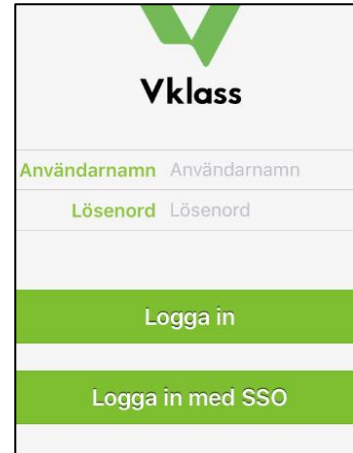 Vklass
Användarnamn Användarnamn
Lösenord Lösenord
Logga in
Logga in med SSO